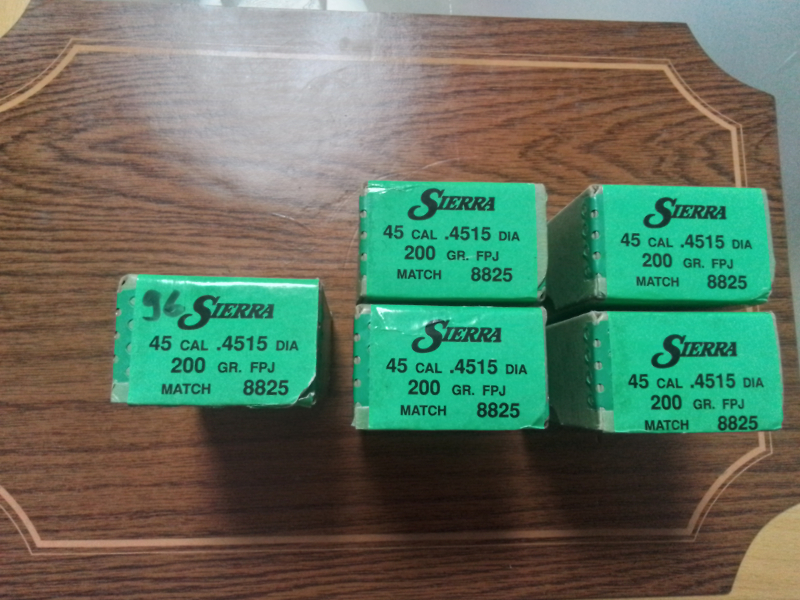 SIERRA
45 CAL .4515 DIA
200 GR. FPJ
MATCH 8825
SIERRA
45 CAL .4515 DIA
200 GR. FPJ
MATCH 8825
96 SIERRA
45 CAL .4515 DIA
200 GR. FPJ
MATCH 8825
SIERRA
45 CAL .4515 DIA
200 GR. FPJ
MATCH 8825
SIERRA
45 CAL .4515 DIA
200 GR. FPJ
MATCH 8825